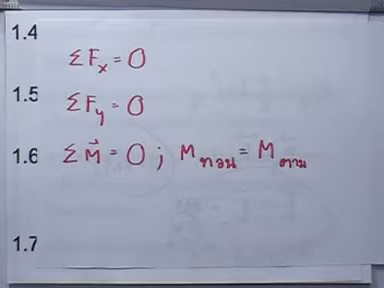 1.4
ΣFx = 0
1.5
ΣFy = 0
1.6 ΣM⃗ = 0 ; Mทวน = Mตาม
1.7